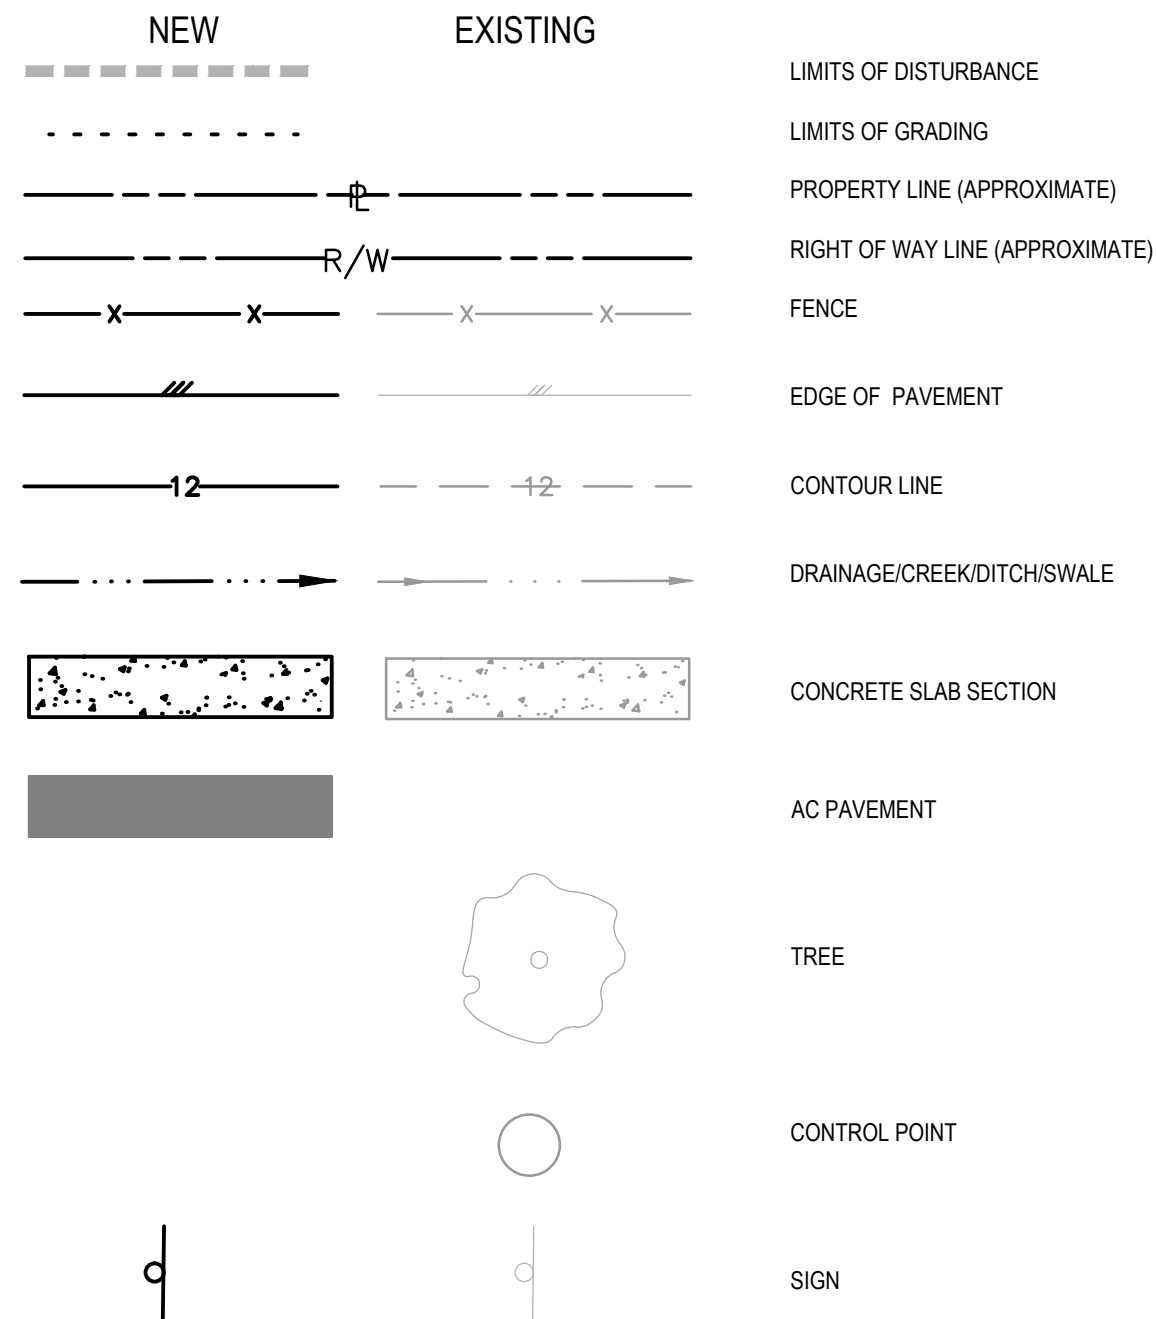 NEW EXISTING
LIMITS OF DISTURBANCE
LIMITS OF GRADING
PL PROPERTY LINE (APPROXIMATE)
R/W RIGHT OF WAY LINE (APPROXIMATE)
X X X X FENCE
EDGE OF PAVEMENT
12 12 CONTOUR LINE
DRAINAGE/CREEK/DITCH/SWALE
CONCRETE SLAB SECTION
AC PAVEMENT
TREE
CONTROL POINT
SIGN